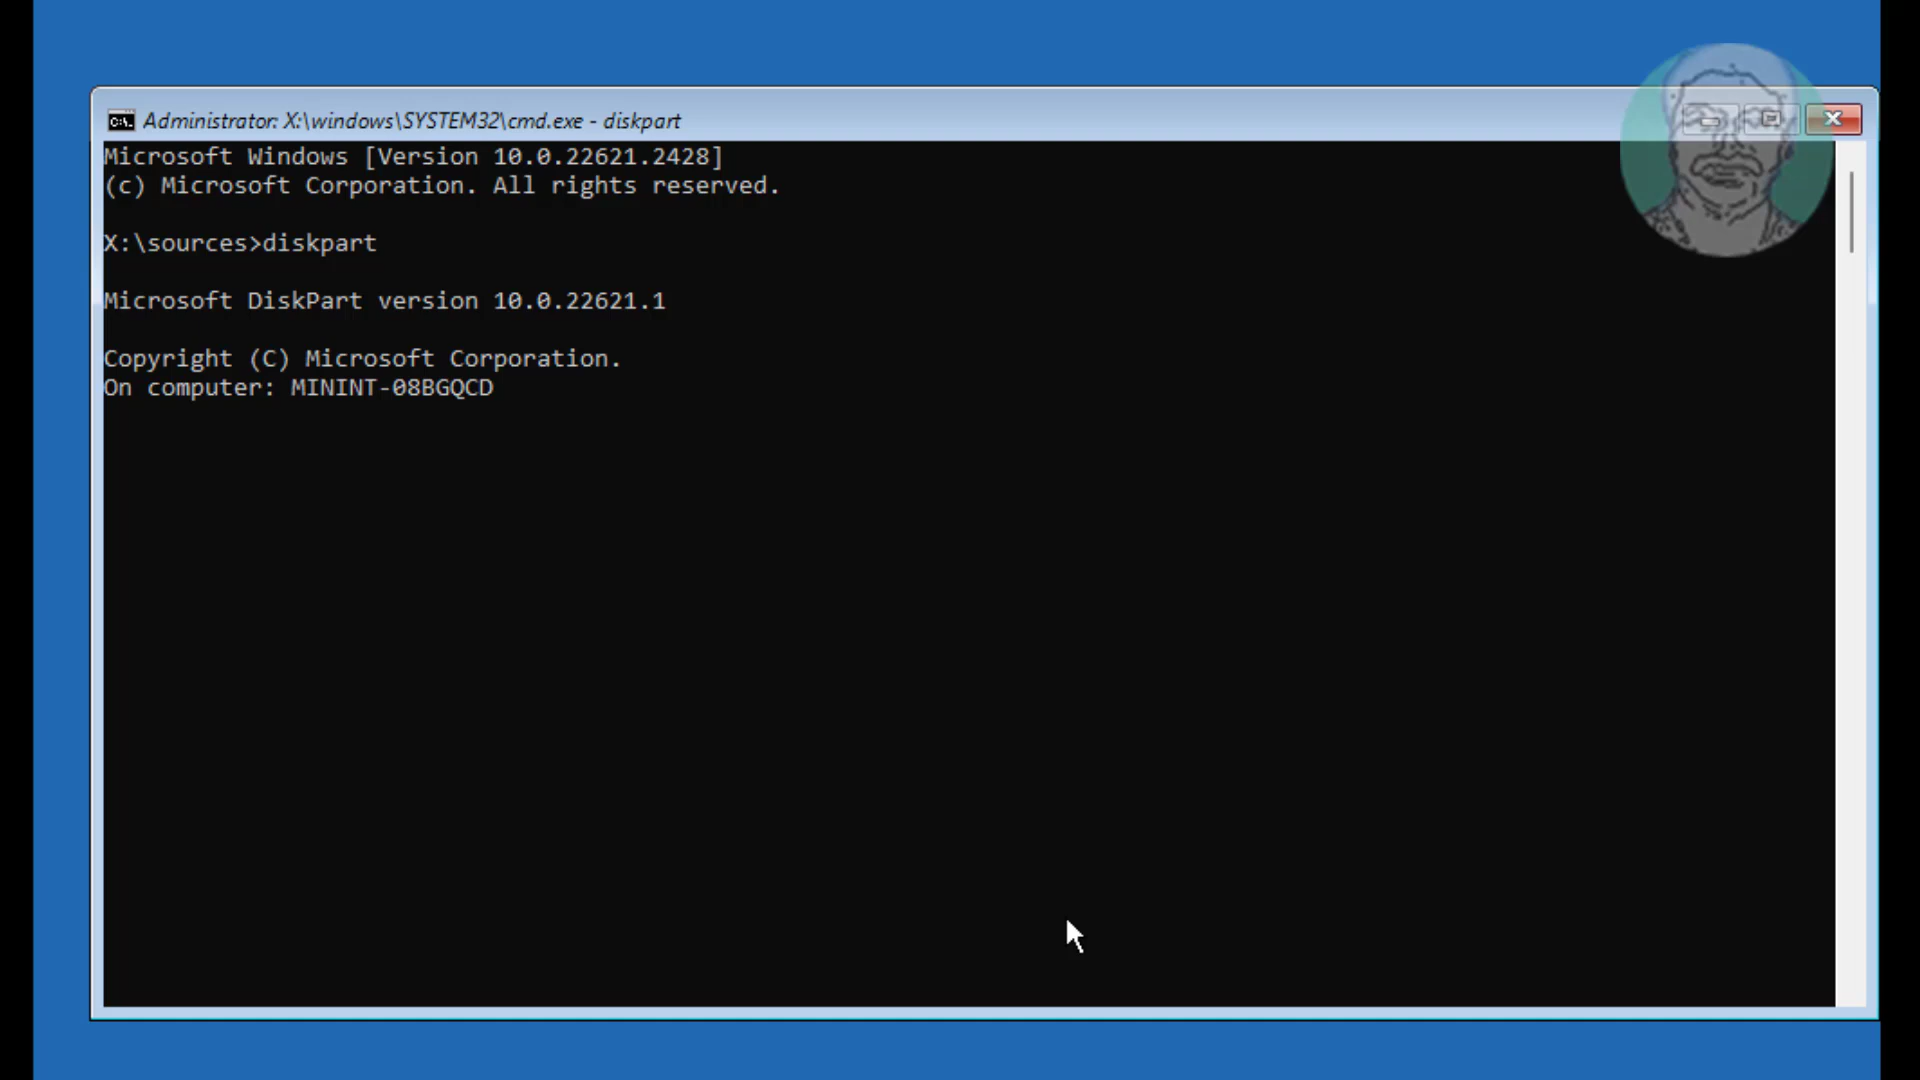 Administrator: X:\windows\SYSTEM32\cmd.exe - diskpart
Microsoft Windows [Version 10.0.22621.2428]
(c) Microsoft Corporation. All rights reserved.
X:\sources>diskpart
Microsoft DiskPart version 10.0.22621.1
Copyright (C) Microsoft Corporation.
On computer: MININT-08BGQCD